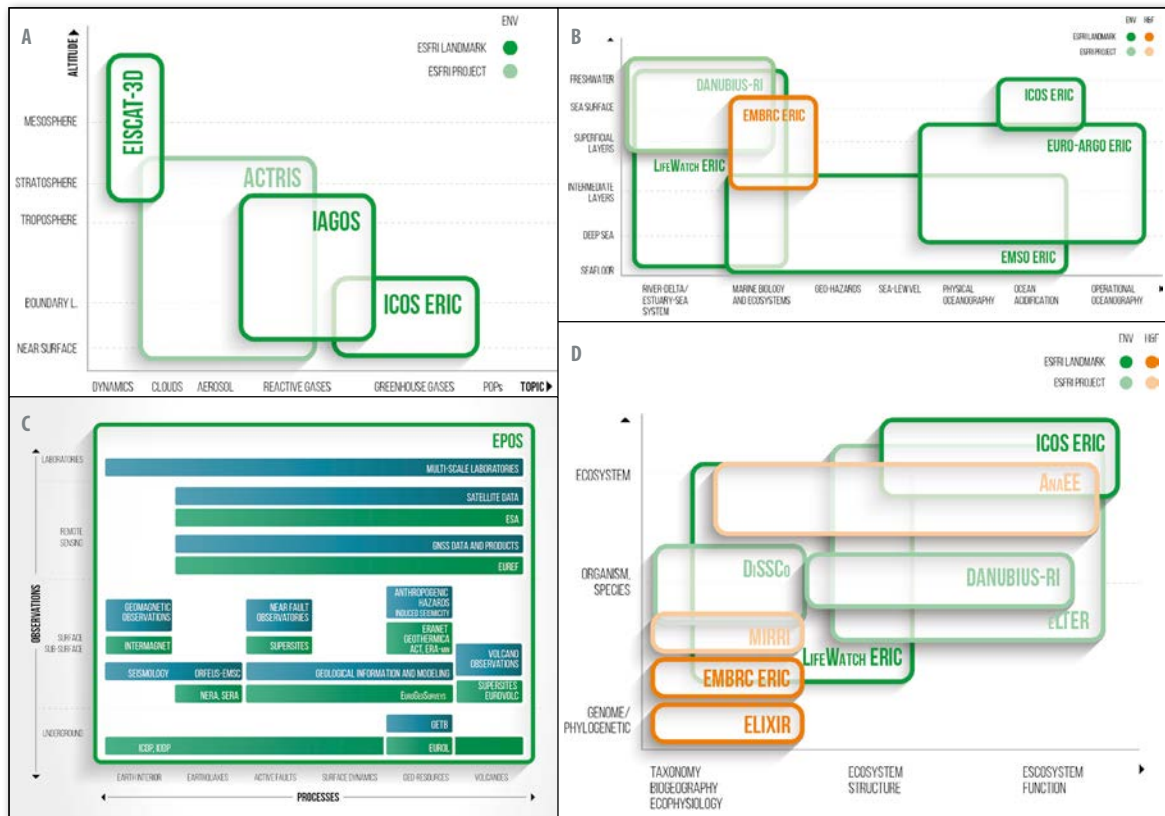 A
ENV
ESFRI LANDMARK
ESFRI PROJECT
ALTITUDE
MESOSPHERE
STRATOSPHERE
TROPOSPHERE
BOUNDARY L.
NEAR SURFACE
EISCAT-3D
ACTRIS
IAGOS
ICOS ERIC
DYNAMICS
CLOUDS
AEROSOL
REACTIVE GASES
GREENHOUSE GASES
POPs
TOPIC
B
ENV
H&F
ESFRI LANDMARK
ESFRI PROJECT
FRESHWATER
SEA SURFACE
SUPERFICIAL
LAYERS
INTERMEDIATE
LAYERS
DEEP SEA
SEAFLOOR
DANUBIUS-RI
EMBRC ERIC
LIFEWATCH ERIC
ICOS ERIC
EURO-ARGO ERIC
EMSO ERIC
RIVER-DELTA/
ESTUARY-SEA
SYSTEM
MARINE BIOLOGY
AND ECOSYSTEMS
GEO-HAZARDS
SEA-LEWVEL
PHYSICAL
OCEANOGRAPHY
OCEAN
ACIDIFICATION
OPERATIONAL
OCEANOGRAPHY
C
EPOS
OBSERVATIONS
LABORATORIES
REMOTE
SENSING
SURFACE
SUB-SURFACE
UNDERGROUND
MULTI-SCALE LABORATORIES
SATELLITE DATA
ESA
GNSS DATA AND PRODUCTS
EUREF
GEOMAGNETIC
OBSERVATIONS
INTERMAGNET
NEAR FAULT
OBSERVATORIES
SUPERSITES
ANTHROPOGENIC
HAZARDS
INDUCED SEISMICITY
ERANET
GEOTHERMICA
ACT, ERA-MIN
VOLCANO
OBSERVATIONS
SEISMOLOGY
ORFEUS-EMSC
GEOLOGICAL INFORMATION AND MODELING
NERA, SERA
EUROGEOSURVEYS
SUPERSITES
EUROVOLC
GETB
ICDP, IODP
EUROL
EARTH INTERIOR
EARTHQLAKES
ACTIVE FAULTS
SURFACE DYNAMICS
GEO RESOURCES
VOLCANOES
PROCESSES
D
ENV
H&F
ESFRI LANDMARK
ESFRI PROJECT
ECOSYSTEM
ORGANISM,
SPECIES
GENOME/
PHYLOGENETIC
ICOS ERIC
ANAEE
DISSCO
DANUBIUS-RI
MIRRI
ELTER
LIFEWATCH ERIC
EMBRC ERIC
ELIXIR
TAXONOMY
BIOGEOGRAPHY
ECOPHYSIOLOGY
ECOSYSTEM
STRUCTURE
ESCOSYSTEM
FUNCTION